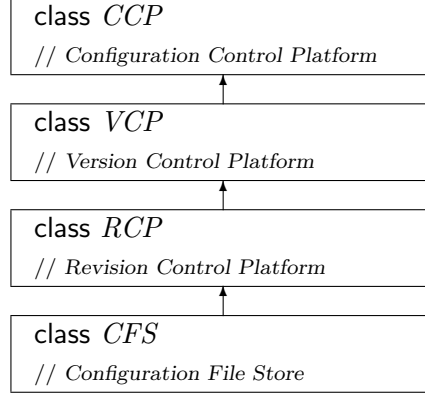 class CCP
// Configuration Control Platform
class VCP
// Version Control Platform
class RCP
// Revision Control Platform
class CFS
// Configuration File Store